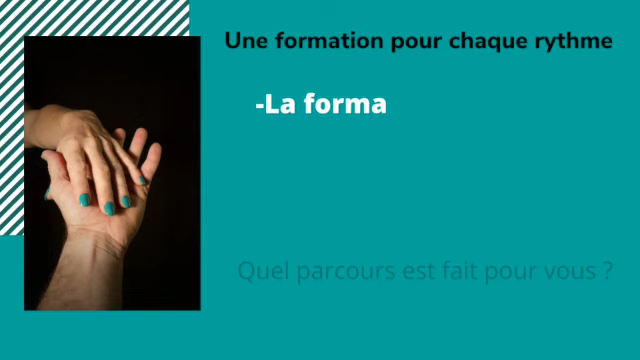 Une formation pour chaque rythme
-La forma
Quel parcours est fait pour vous ?